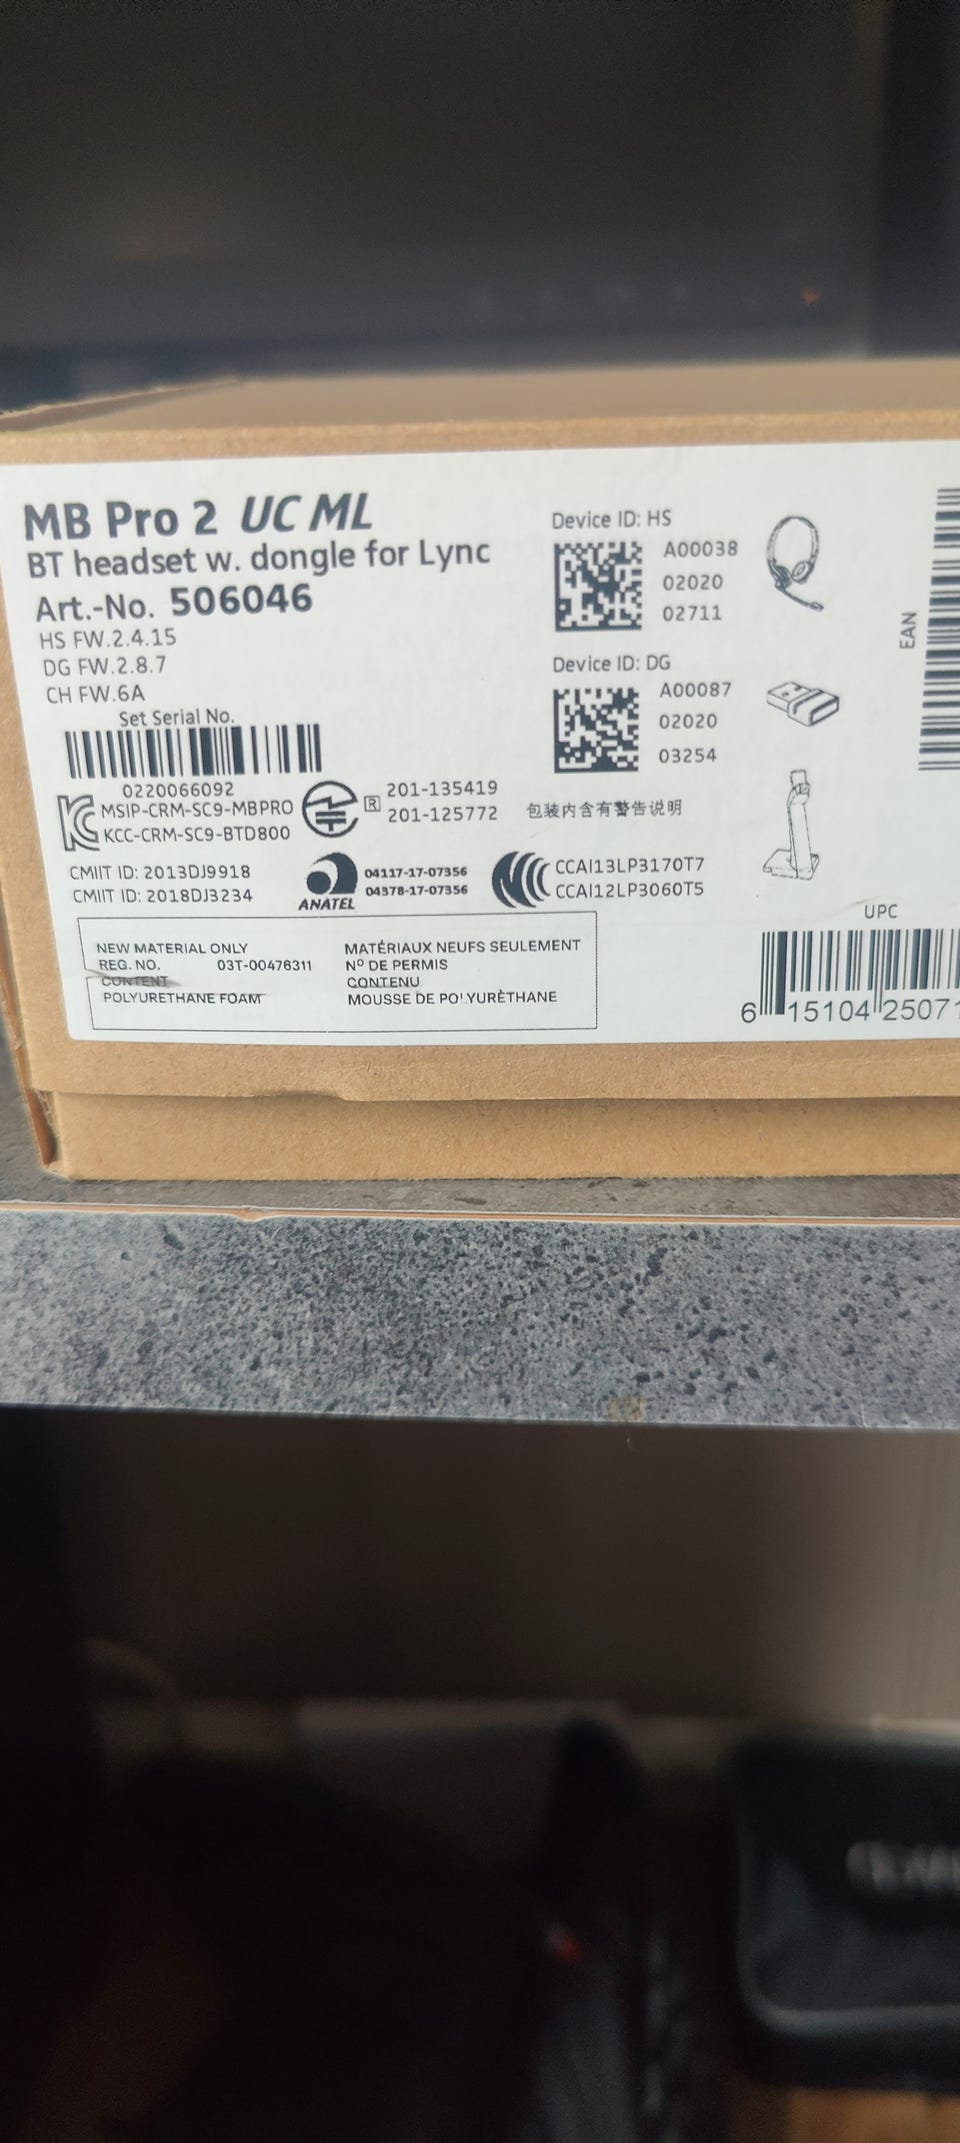 MB Pro 2 UC ML
BT headset w. dongle for Lync
Art.-No. 506046
HS FW.2.4.15
DG FW.2.8.7
CH FW.6A
Set Serial No.
0220066092
MSIP-CRM-SC9-MBPRO
KCC-CRM-SC9-BTD800
R 201-135419
201-125772
CMIIT ID: 2013DJ9918
CMIIT ID: 2018DJ3234
ANATEL
04117-17-07356
04378-17-07356
Device ID: HS
A00038
02020
02711
Device ID: DG
A00087
02020
03254
包装内含有警告说明
CCAI13LP3170T7
CCAI12LP3060T5
EAN
UPC
6 15104 25071
NEW MATERIAL ONLY
REG. NO. 03T-00476311
CONTENT
POLYURETHANE FOAM
MATÉRIAUX NEUFS SEULEMENT
Nº DE PERMIS
CONTENU
MOUSSE DE POLYURÈTHANE